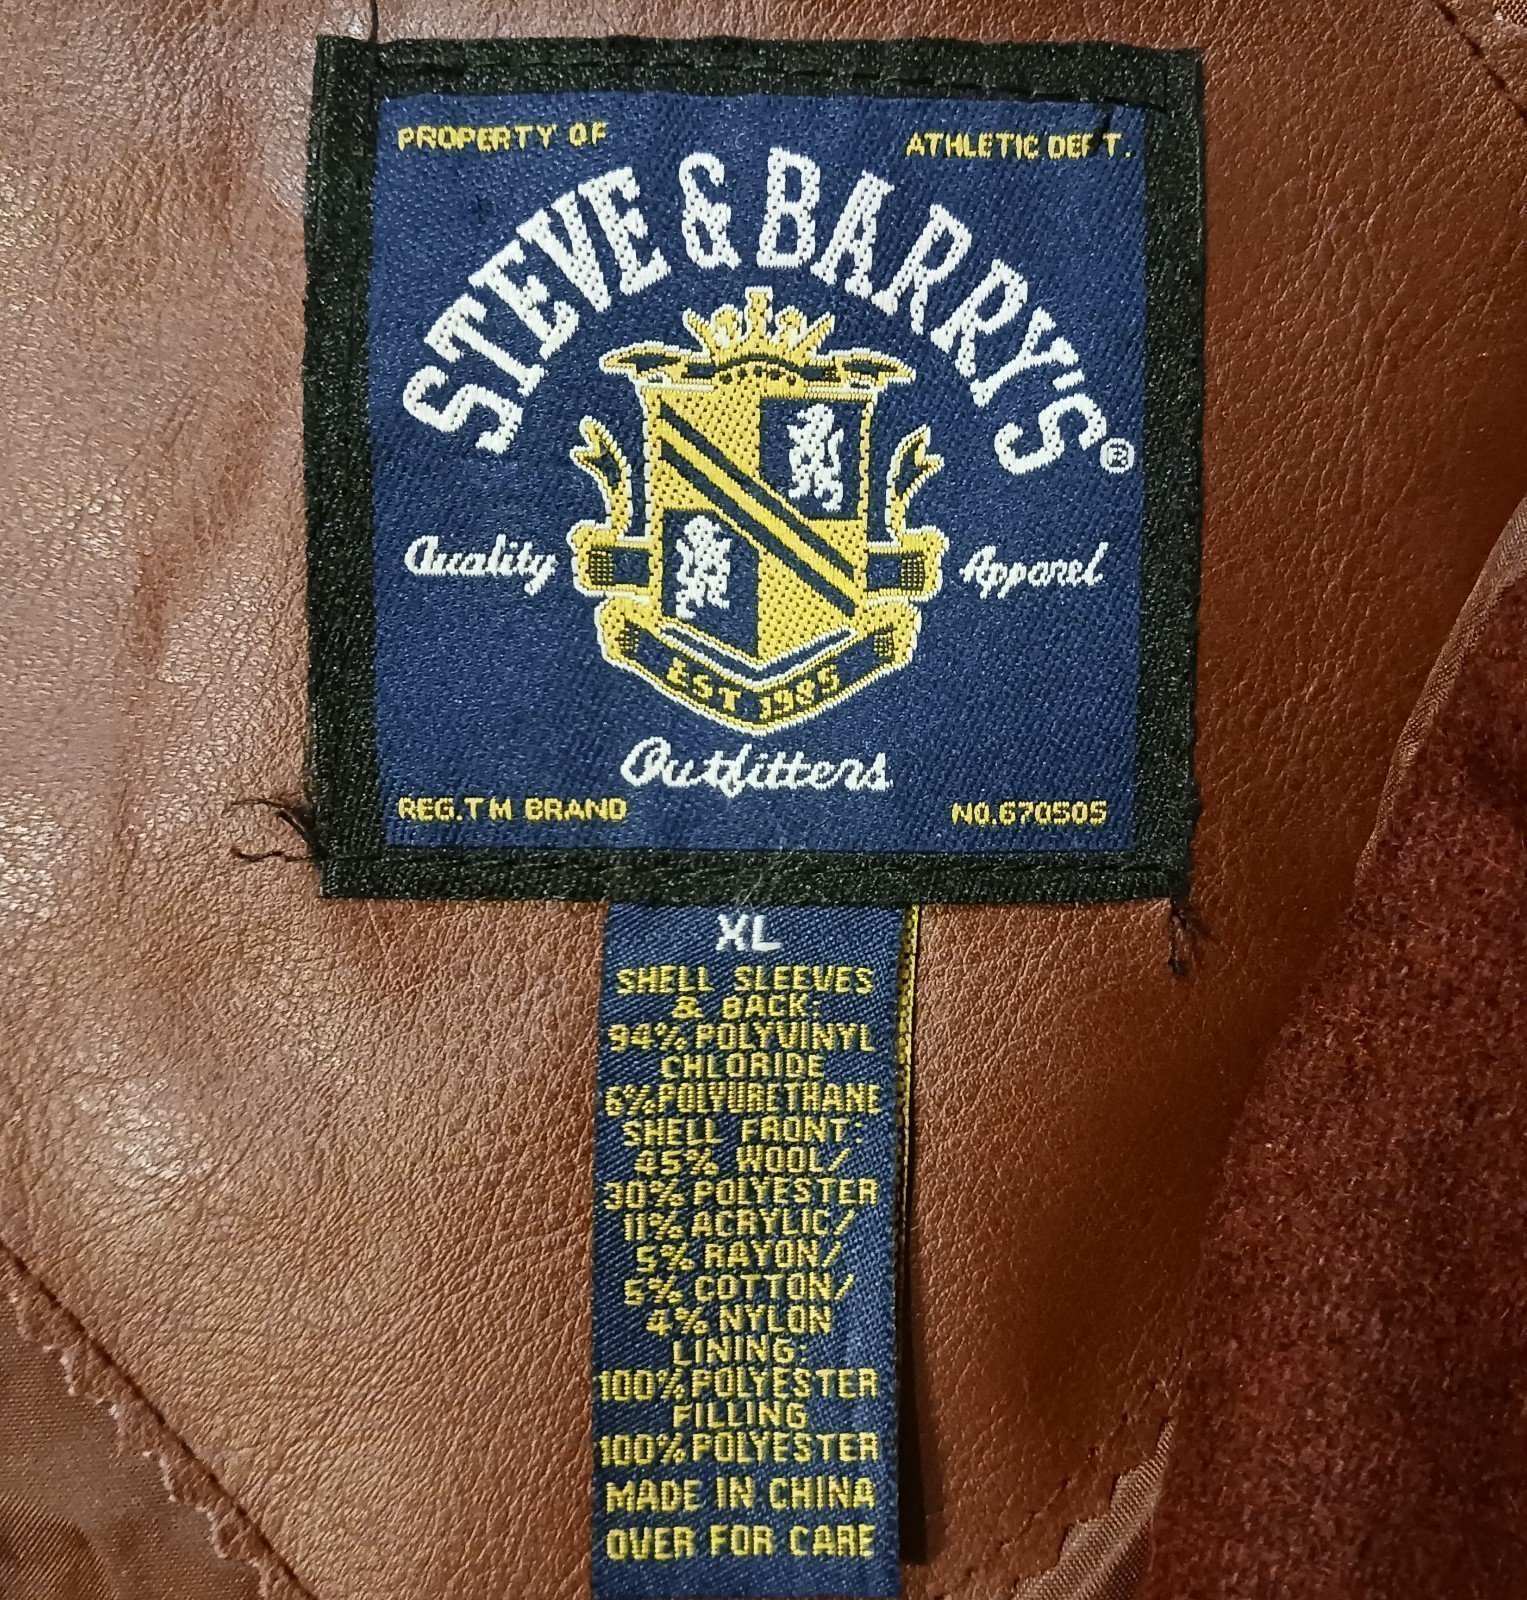 PROPERTY OF
ATHLETIC DEPT.
STEVE & BARRY'S®
Quality
Apparel
EST. 1985
Outfitters
REG.TM BRAND
NO.670505
XL
SHELL SLEEVES
& BACK:
94% POLYVINYL
CHLORIDE
6% POLYURETHANE
SHELL FRONT:
45% WOOL/
30% POLYESTER
11% ACRYLIC/
5% RAYON/
5% COTTON/
4% NYLON
LINING:
100% POLYESTER
FILLING
100% POLYESTER
MADE IN CHINA
OVER FOR CARE